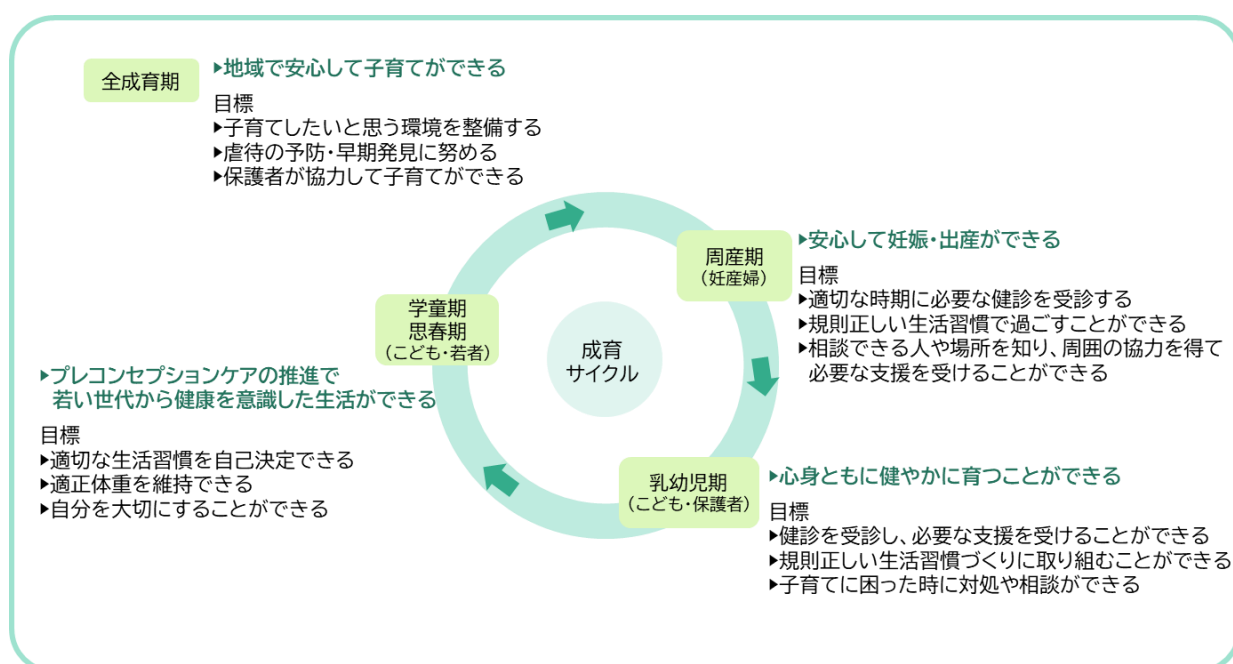 全成育期
▶地域で安心して子育てができる
目標
▶子育てしたいと思う環境を整備する
▶虐待の予防・早期発見に努める
▶保護者が協力して子育てができる
周産期
（妊産婦）
▶安心して妊娠・出産ができる
目標
▶適切な時期に必要な健診を受診する
▶規則正しい生活習慣で過ごすことができる
▶相談できる人や場所を知り、周囲の協力を得て
必要な支援を受けることができる
学童期
思春期
（こども・若者）
▶プレコンセプションケアの推進で
若い世代から健康を意識した生活ができる
目標
▶適切な生活習慣を自己決定できる
▶適正体重を維持できる
▶自分を大切にすることができる
成育
サイクル
乳幼児期
（こども・保護者）
▶心身ともに健やかに育つことができる
目標
▶健診を受診し、必要な支援を受けることができる
▶規則正しい生活習慣づくりに取り組むことができる
▶子育てに困った時に対処や相談ができる